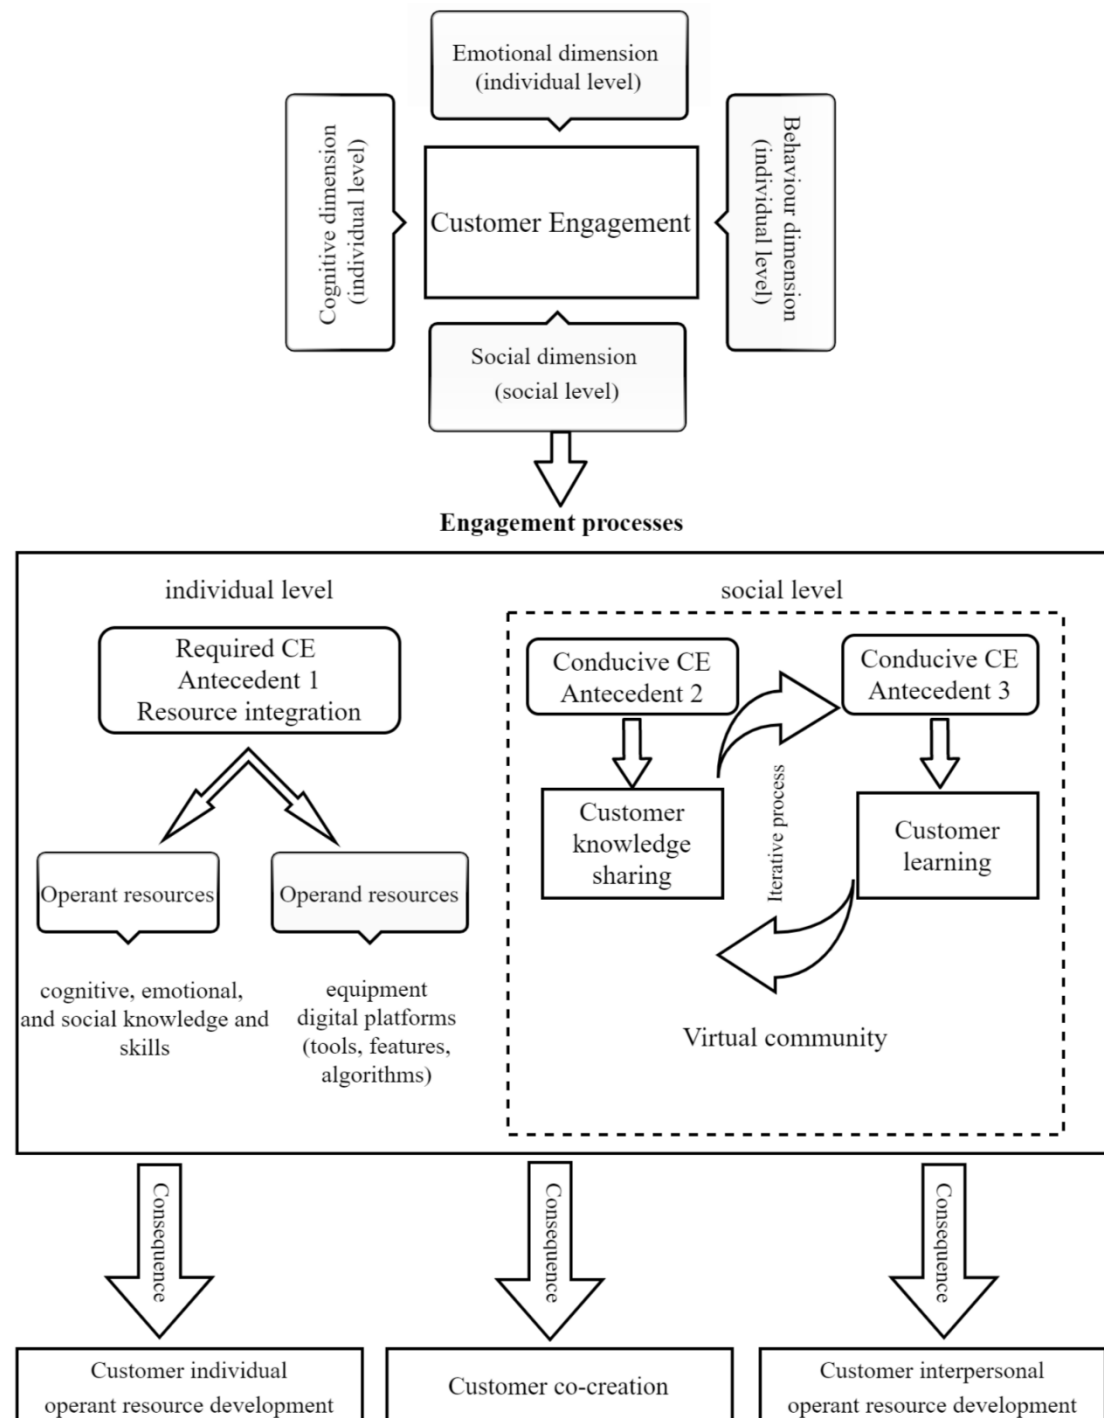 Emotional dimension
(individual level)
Cognitive dimension
(individual level)
Customer Engagement
Behaviour dimension
(individual level)
Social dimension
(social level)
Engagement processes
individual level
Required CE
Antecedent 1
Resource integration
Operant resources
Operand resources
cognitive, emotional,
and social knowledge and
skills
equipment
digital platforms
(tools, features,
algorithms)
social level
Conducive CE
Antecedent 2
Conducive CE
Antecedent 3
Customer
knowledge
sharing
Iterative process
Customer
learning
Virtual community
Consequence
Consequence
Consequence
Customer individual
operant resource development
Customer co-creation
Customer interpersonal
operant resource development